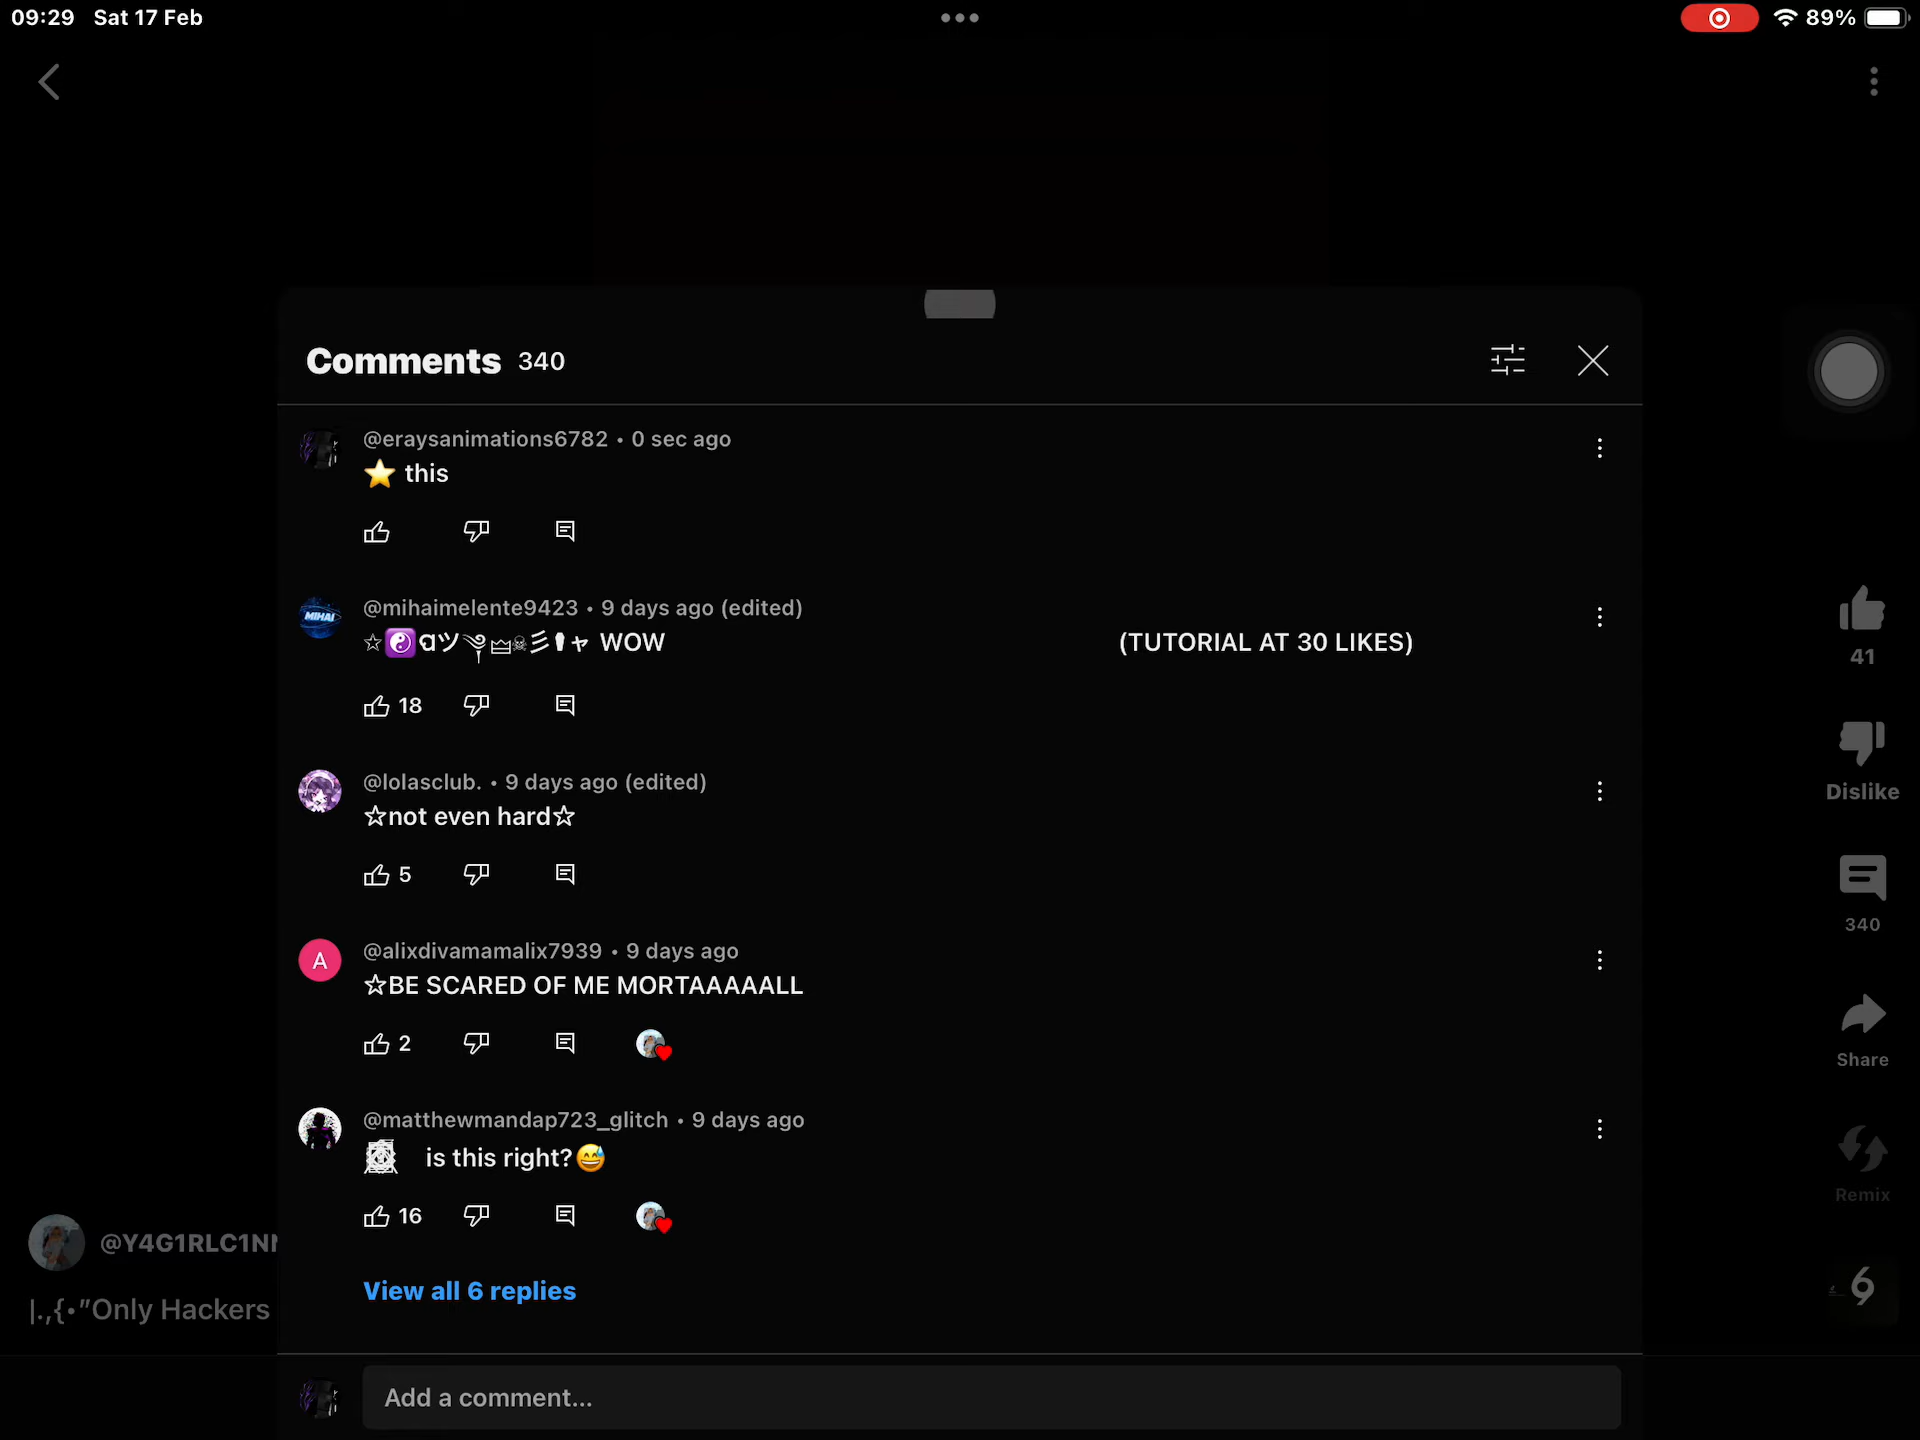 09:29 Sat 17 Feb
89%
Comments 340
@eraysanimations6782 • 0 sec ago
⭐ this
@mihaimelente9423 • 9 days ago (edited)
WOW (TUTORIAL AT 30 LIKES)
18
@lolasclub. • 9 days ago (edited)
☆not even hard☆
5
A
@alixdivamamalix7939 • 9 days ago
☆BE SCARED OF ME MORTAAAAALL
2
@matthewmandap723_glitch • 9 days ago
is this right?😅
16
View all 6 replies
Add a comment...
41
Dislike
340
Share
Remix
@Y4G1RLC1N
|.,{•"Only Hackers
6
MIHAI